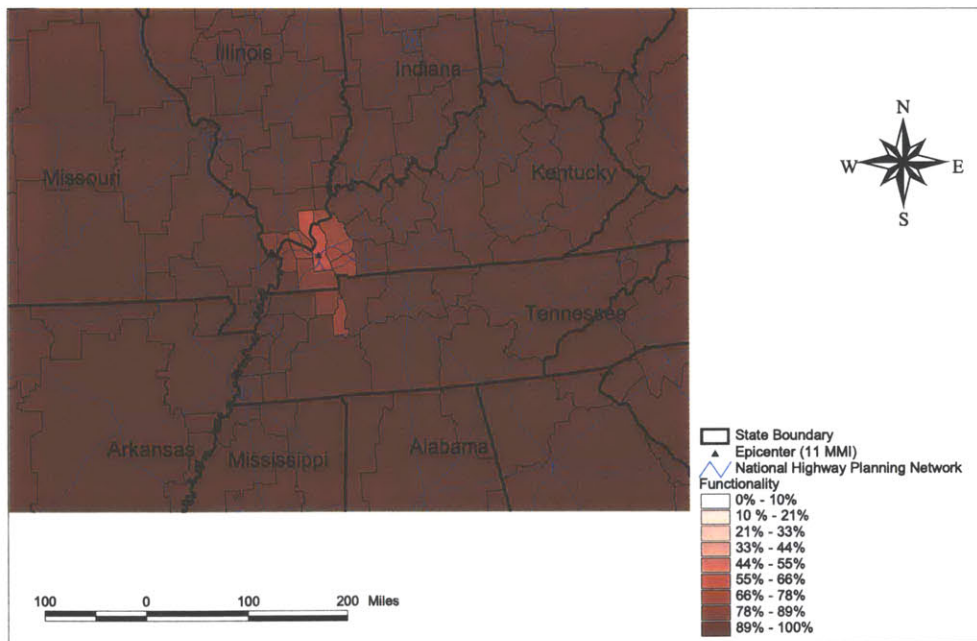 Illinois
Indiana
Missouri
Kentucky
Tennessee
Arkansas
Mississippi
Alabama
N
W E
S
State Boundary
Epicenter (11 MMI)
National Highway Planning Network
Functionality
0% - 10%
10 % - 21%
21% - 33%
33% - 44%
44% - 55%
55% - 66%
66% - 78%
78% - 89%
89% - 100%
100 0 100 200 Miles